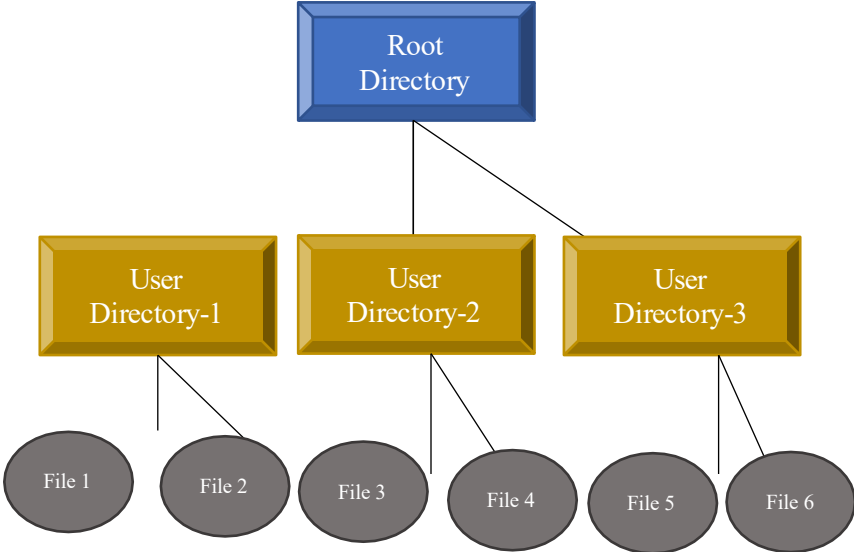 Root
Directory
User
Directory-1
User
Directory-2
User
Directory-3
File 1
File 2
File 3
File 4
File 5
File 6